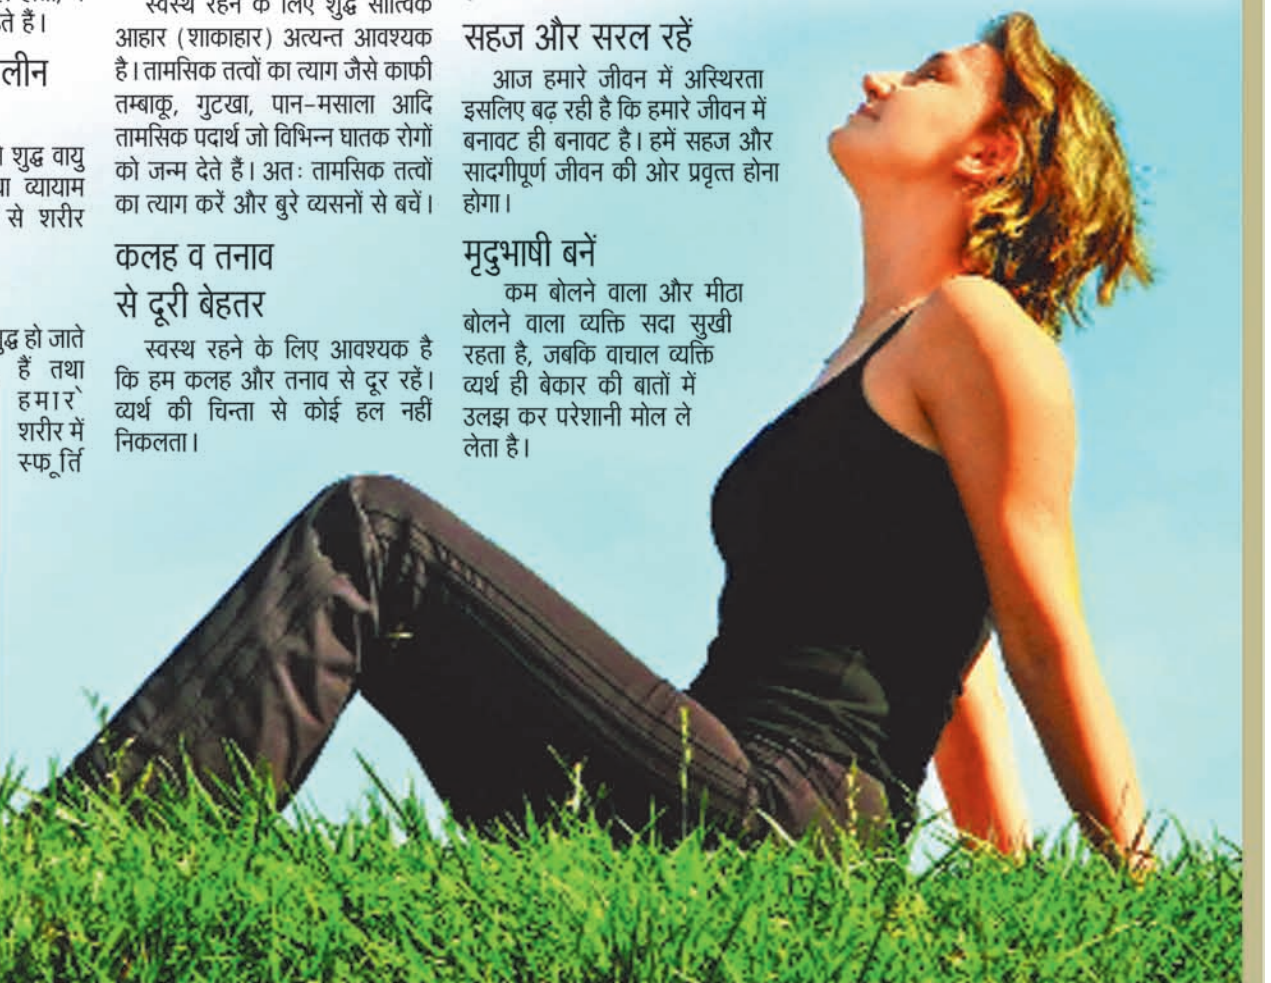 ते हैं।
लीन
शुद्ध वायु
व्यायाम
से शरीर
हो जाते
हैं तथा
हमारे
शरीर में
स्फूर्ति
स्वस्थ रहने के लिए शुद्ध सात्विक
आहार (शाकाहार) अत्यन्त आवश्यक
है। तामसिक तत्वों का त्याग जैसे काफी
तम्बाकू, गुटखा, पान-मसाला आदि
तामसिक पदार्थ जो विभिन्न घातक रोगों
को जन्म देते हैं। अतः तामसिक तत्वों
का त्याग करें और बुरे व्यसनों से बचें।
कलह व तनाव
से दूरी बेहतर
स्वस्थ रहने के लिए आवश्यक है
कि हम कलह और तनाव से दूर रहें।
व्यर्थ की चिन्ता से कोई हल नहीं
निकलता।
सहज और सरल रहें
आज हमारे जीवन में अस्थिरता
इसलिए बढ़ रही है कि हमारे जीवन में
बनावट ही बनावट है। हमें सहज और
सादगीपूर्ण जीवन की ओर प्रवृत्त होना
होगा।
मृदुभाषी बनें
कम बोलने वाला और मीठा
बोलने वाला व्यक्ति सदा सुखी
रहता है, जबकि वाचाल व्यक्ति
व्यर्थ ही बेकार की बातों में
उलझ कर परेशानी मोल ले
लेता है।